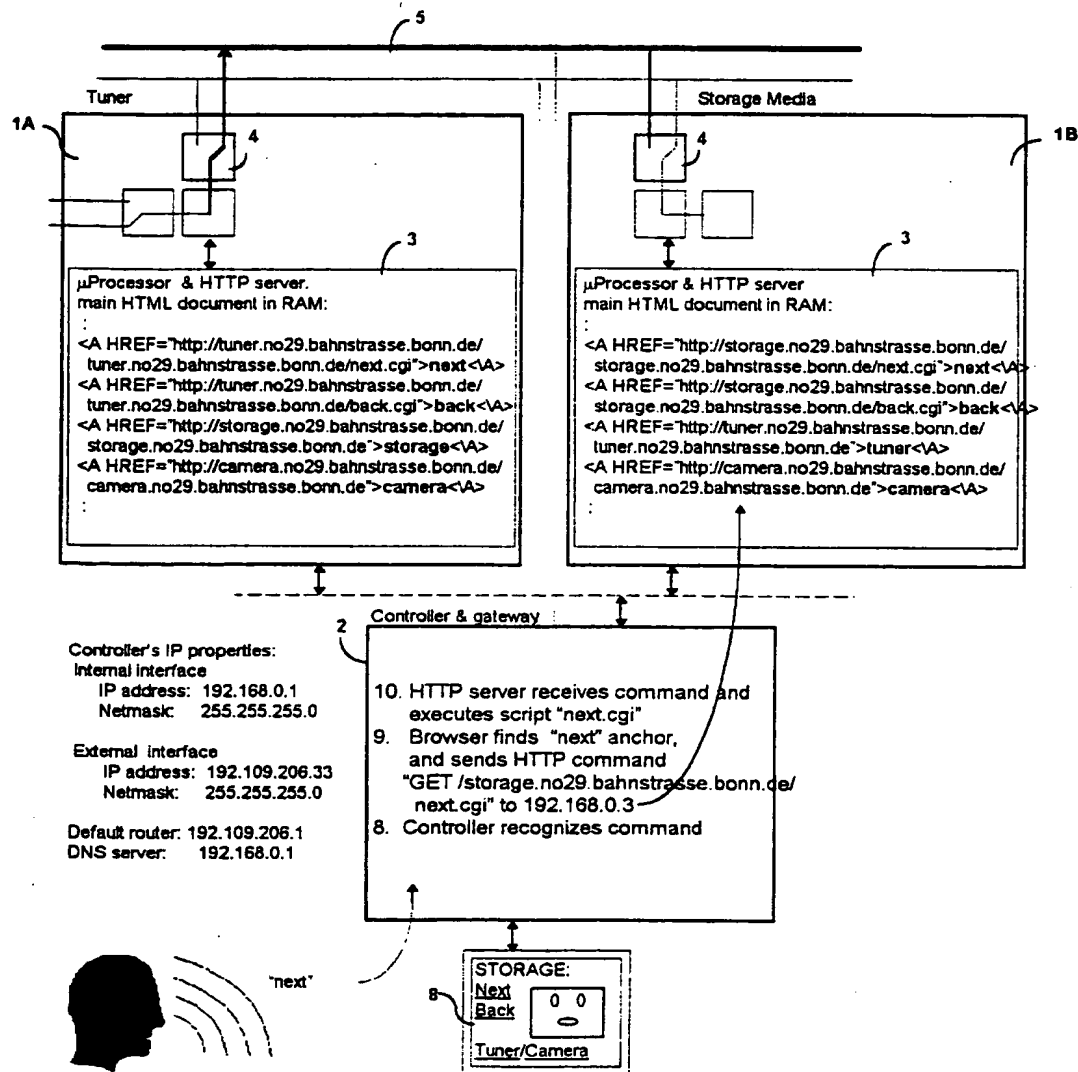 5
Tuner
Storage Media
1A
4
4
1B
3
µProcessor & HTTP server.
main HTML document in RAM:
:
<A HREF="http://tuner.no29.bahnstrasse.bonn.de/
tuner.no29.bahnstrasse.bonn.de/next.cgi">next<\A>
<A HREF="http://tuner.no29.bahnstrasse.bonn.de/
tuner.no29.bahnstrasse.bonn.de/back.cgi">back<\A>
<A HREF="http://storage.no29.bahnstrasse.bonn.de/
storage.no29.bahnstrasse.bonn.de">storage<\A>
<A HREF="http://camera.no29.bahnstrasse.bonn.de/
camera.no29.bahnstrasse.bonn.de">camera<\A>
:
3
µProcessor & HTTP server
main HTML document in RAM:
:
<A HREF="http://storage.no29.bahnstrasse.bonn.de/
storage.no29.bahnstrasse.bonn.de/next.cgi">next<\A>
<A HREF="http://storage.no29.bahnstrasse.bonn.de/
storage.no29.bahnstrasse.bonn.de/back.cgi">back<\A>
<A HREF="http://tuner.no29.bahnstrasse.bonn.de/
tuner.no29.bahnstrasse.bonn.de">tuner<\A>
<A HREF="http://camera.no29.bahnstrasse.bonn.de/
camera.no29.bahnstrasse.bonn.de">camera<\A>
:
Controller & gateway
2
Controller's IP properties:
Internal interface
IP address: 192.168.0.1
Netmask: 255.255.255.0
External interface
IP address: 192.109.206.33
Netmask: 255.255.255.0
Default router: 192.109.206.1
DNS server: 192.168.0.1
10. HTTP server receives command and
executes script "next.cgi"
9. Browser finds "next" anchor,
and sends HTTP command
"GET /storage.no29.bahnstrasse.bonn.de/
next.cgi" to 192.168.0.3
8. Controller recognizes command
"next"
8
STORAGE:
Next
Back
Tuner/Camera